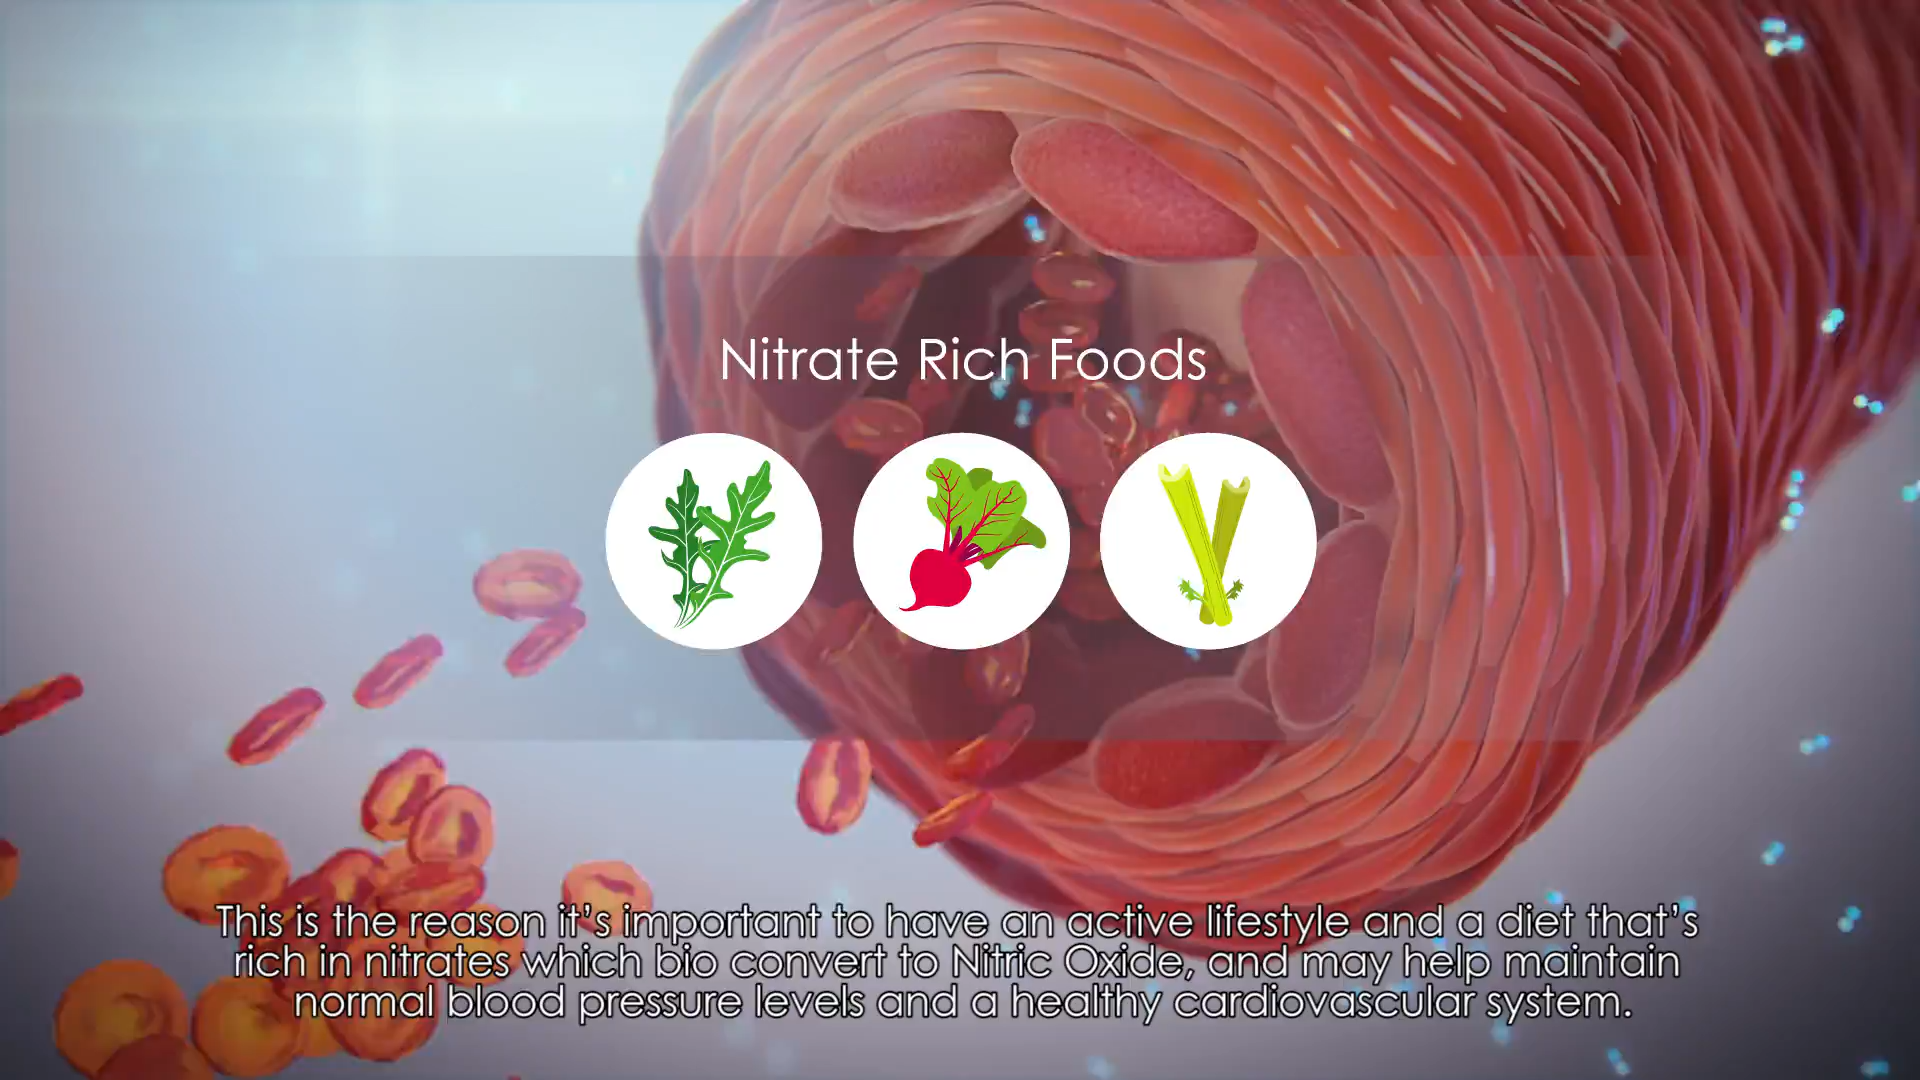 Nitrate Rich Foods
This is the reason it’s important to have an active lifestyle and a diet that’s
rich in nitrates which bio convert to Nitric Oxide, and may help maintain
normal blood pressure levels and a healthy cardiovascular system.